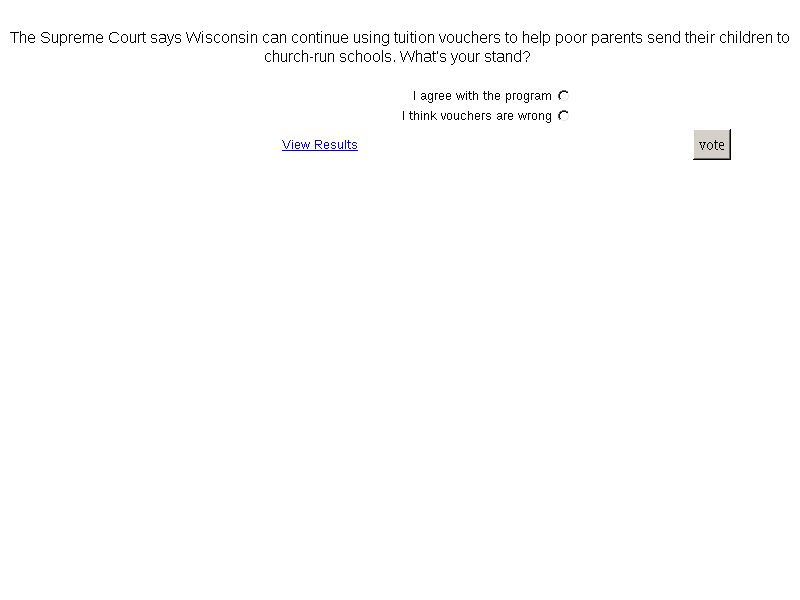 The Supreme Court says Wisconsin can continue using tuition vouchers to help poor parents send their children to
church-run schools. What's your stand?
I agree with the program
I think vouchers are wrong
View Results
vote